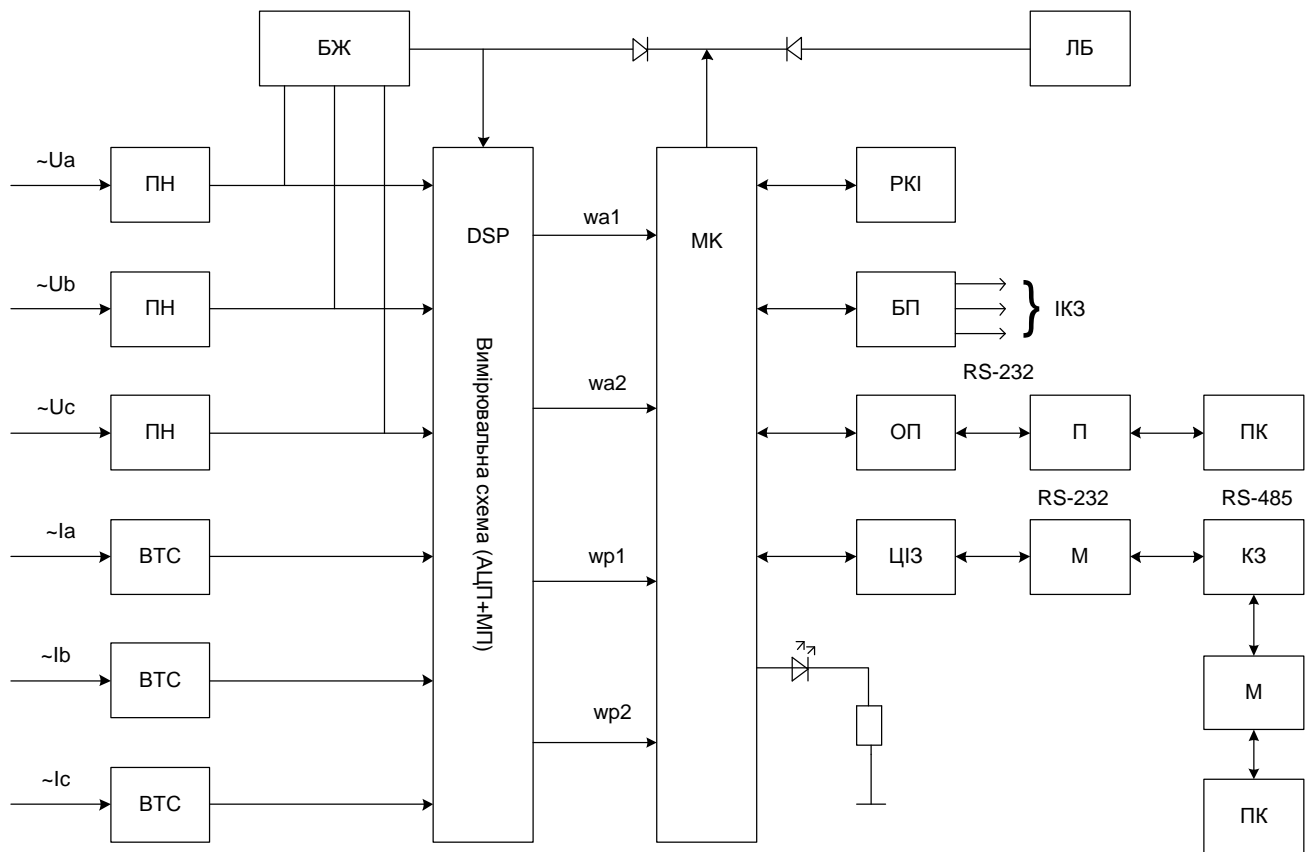 БЖ
ЛБ
~Ua
ПН
DSP
wa1
МК
РКІ
~Ub
ПН
БП
}
ІКЗ
Вимірювальна схема (АЦП+МП)
RS-232
~Uc
ПН
wa2
ОП
П
ПК
RS-232
RS-485
~Ia
ВТС
wp1
ЦІЗ
М
КЗ
~Ib
ВТС
wp2
М
~Ic
ВТС
ПК